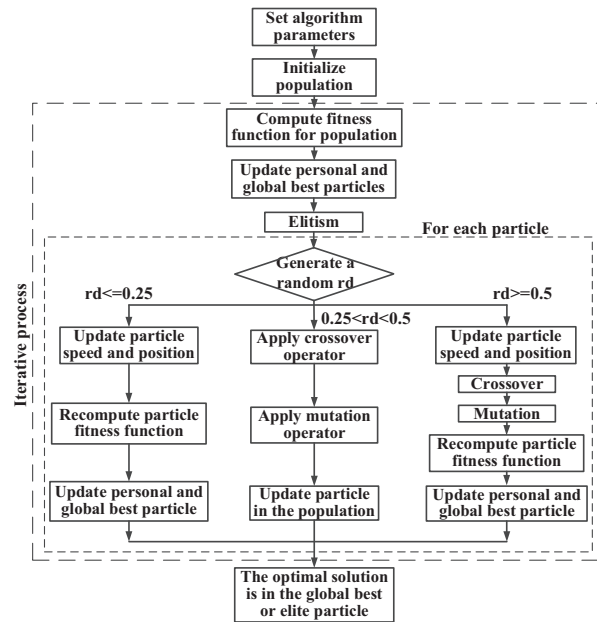 Set algorithm
parameters
Initialize
population
Compute fitness
function for population
Update personal and
global best particles
Elitism
For each particle
Generate a
random rd
rd<=0.25
0.25<rd<0.5
rd>=0.5
Update particle
speed and position
Recompute particle
fitness function
Update personal and
global best particle
Apply crossover
operator
Apply mutation
operator
Update particle
in the population
Update particle
speed and position
Crossover
Mutation
Recompute particle
fitness function
Update personal and
global best particle
Iterative process
The optimal solution
is in the global best
or elite particle